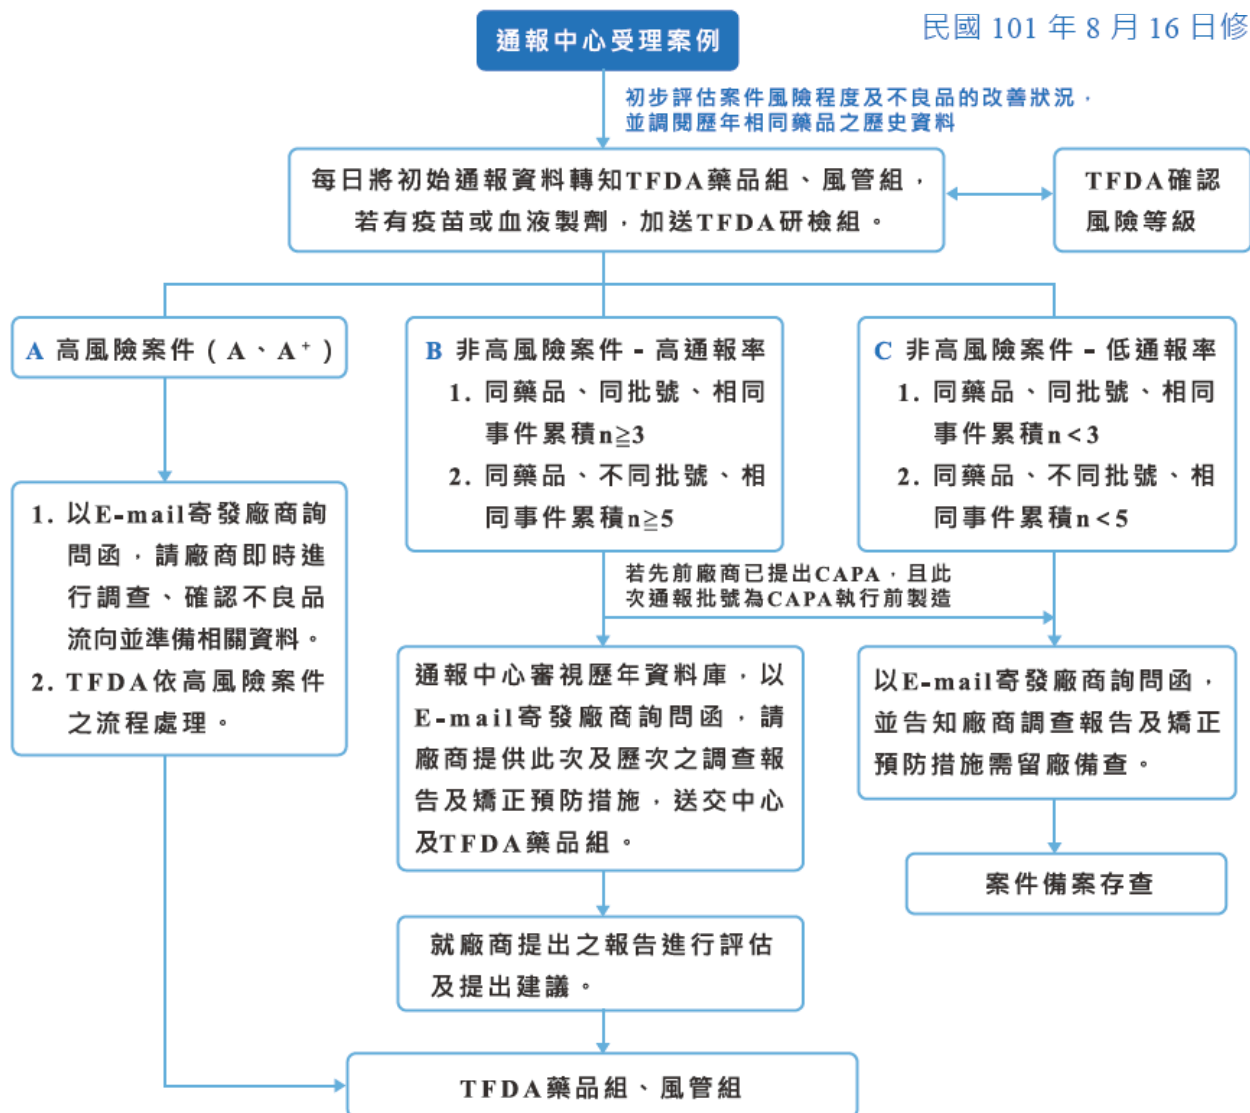 民國 101 年 8 月 16 日修
通報中心受理案例
初步評估案件風險程度及不良品的改善狀況，
並調閱歷年相同藥品之歷史資料
每日將初始通報資料轉知TFDA藥品組、風管組，
若有疫苗或血液製劑，加送TFDA研檢組。
TFDA確認
風險等級
A 高風險案件（A、A⁺）
1. 以E-mail寄發廠商詢
問函，請廠商即時進
行調查、確認不良品
流向並準備相關資料。
2. TFDA依高風險案件
之流程處理。
B 非高風險案件 - 高通報率
1. 同藥品、同批號、相同
事件累積n≧3
2. 同藥品、不同批號、相
同事件累積n≧5
C 非高風險案件 - 低通報率
1. 同藥品、同批號、相同
事件累積n<3
2. 同藥品、不同批號、相
同事件累積n<5
若先前廠商已提出CAPA，且此
次通報批號為CAPA執行前製造
通報中心審視歷年資料庫，以
E-mail寄發廠商詢問函，請
廠商提供此次及歷次之調查報
告及矯正預防措施，送交中心
及TFDA藥品組。
以E-mail寄發廠商詢問函，
並告知廠商調查報告及矯正
預防措施需留廠備查。
案件備案存查
就廠商提出之報告進行評估
及提出建議。
TFDA藥品組、風管組